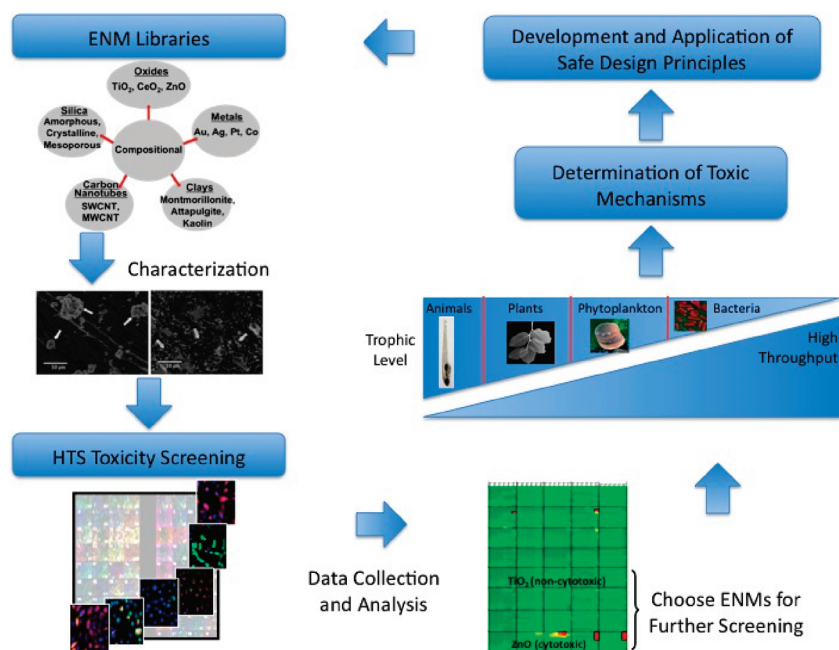 ENM Libraries
Oxides
TiO2, CeO2, ZnO
Silica
Amorphous,
Crystalline,
Mesoporous
Metals
Au, Ag, Pt, Co
Compositional
Carbon
Nanotubes
SWCNT,
MWCNT
Clays
Montmorillonite,
Attapulgite,
Kaolin
Characterization
HTS Toxicity Screening
Data Collection
and Analysis
TiO2 (non-cytotoxic)
ZnO (cytotoxic)
Choose ENMs for
Further Screening
Trophic
Level
Animals
Plants
Phytoplankton
Bacteria
High
Throughput
Determination of Toxic
Mechanisms
Development and Application of
Safe Design Principles